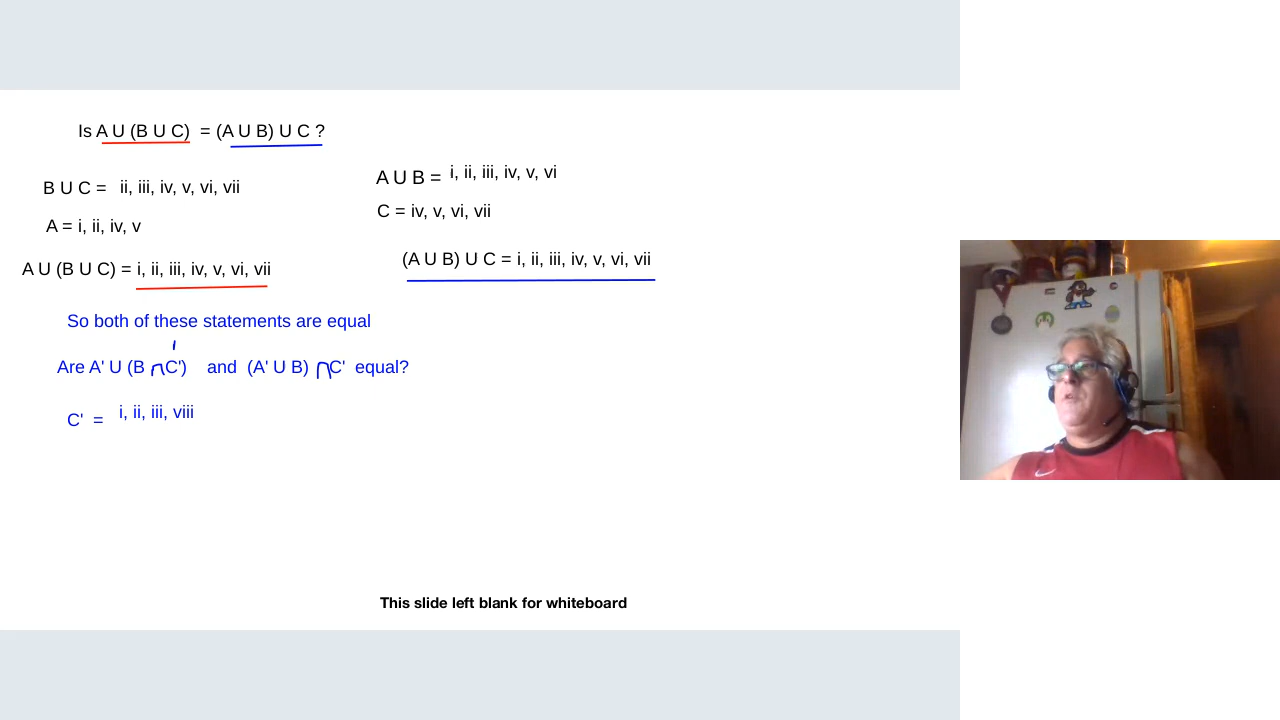 Is A U (B U C) = (A U B) U C ?
B U C = ii, iii, iv, v, vi, vii
A = i, ii, iv, v
A U (B U C) = i, ii, iii, iv, v, vi, vii
A U B = i, ii, iii, iv, v, vi
C = iv, v, vi, vii
(A U B) U C = i, ii, iii, iv, v, vi, vii
So both of these statements are equal
Are A' U (B ∩ C') and (A' U B) ∩ C' equal?
C' = i, ii, iii, viii
This slide left blank for whiteboard